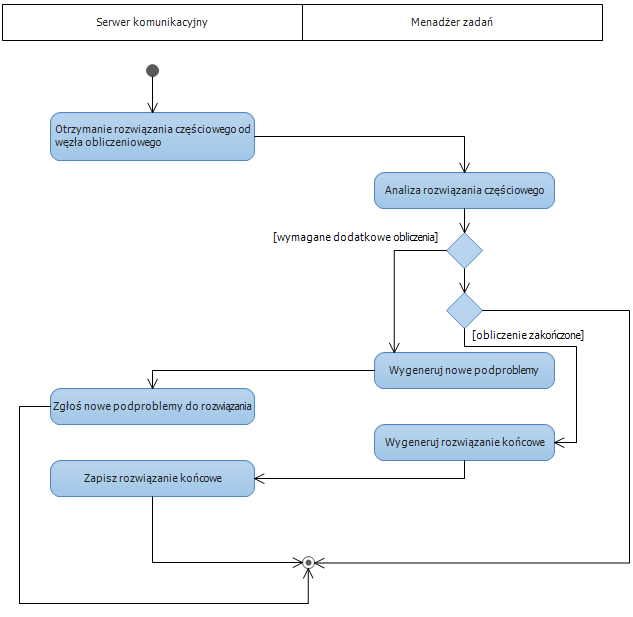 Serwer komunikacyjny
Menadżer zadań
Otrzymanie rozwiązania częściowego od
węzła obliczeniowego
Analiza rozwiązania częściowego
[wymagane dodatkowe obliczenia]
[obliczenie zakończone]
Wygeneruj nowe podproblemy
Zgłoś nowe podproblemy do rozwiązania
Wygeneruj rozwiązanie końcowe
Zapisz rozwiązanie końcowe